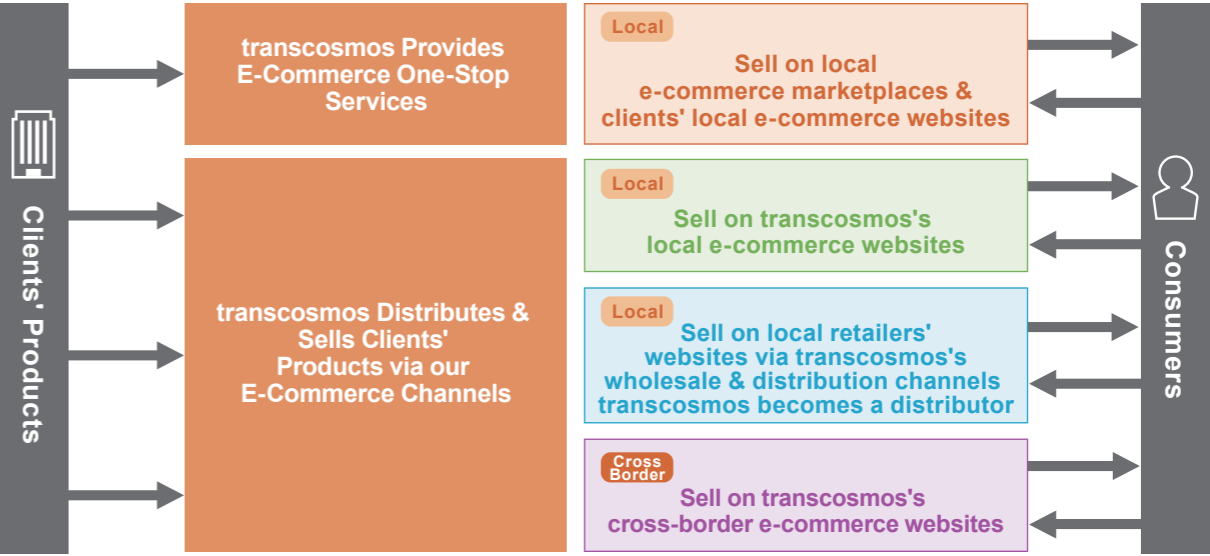 Clients' Products
transcosmos Provides
E-Commerce One-Stop
Services
transcosmos Distributes &
Sells Clients'
Products via our
E-Commerce Channels
Local
Sell on local
e-commerce marketplaces &
clients' local e-commerce websites
Local
Sell on transcosmos's
local e-commerce websites
Local
Sell on local retailers'
websites via transcosmos's
wholesale & distribution channels
transcosmos becomes a distributor
Cross
Border
Sell on transcosmos's
cross-border e-commerce websites
Consumers